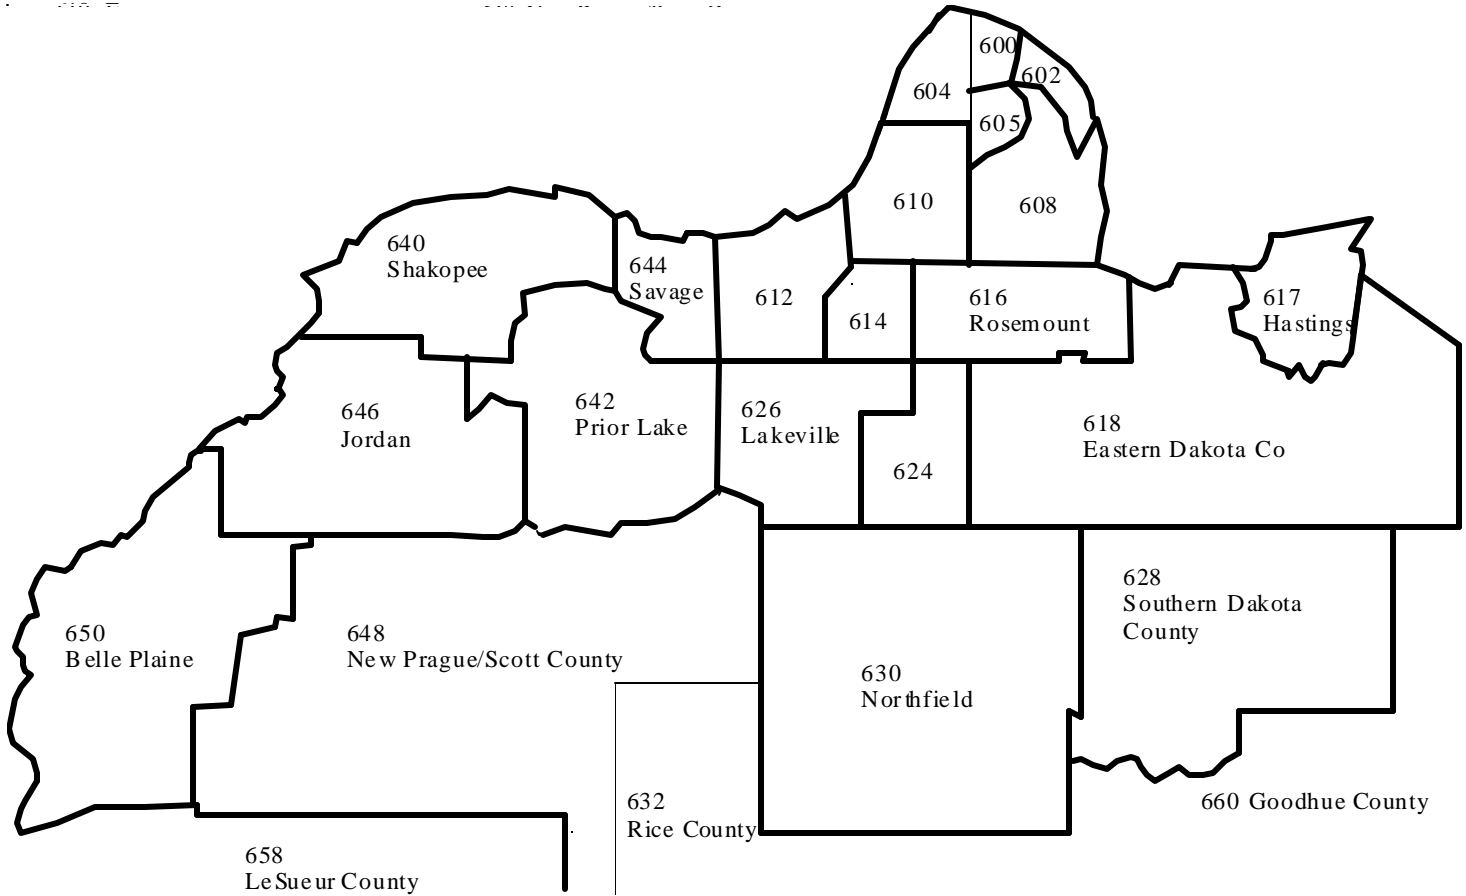 600
602
604
605
610
608
640
Shakopee
644
Savage
612
614
616
Rosemount
617
Hastings
646
Jordan
642
Prior Lake
626
Lakeville
624
618
Eastern Dakota Co
650
Belle Plaine
648
New Prague/Scott County
630
Northfield
628
Southern Dakota
County
632
Rice County
660 Goodhue County
658
LeSueur County